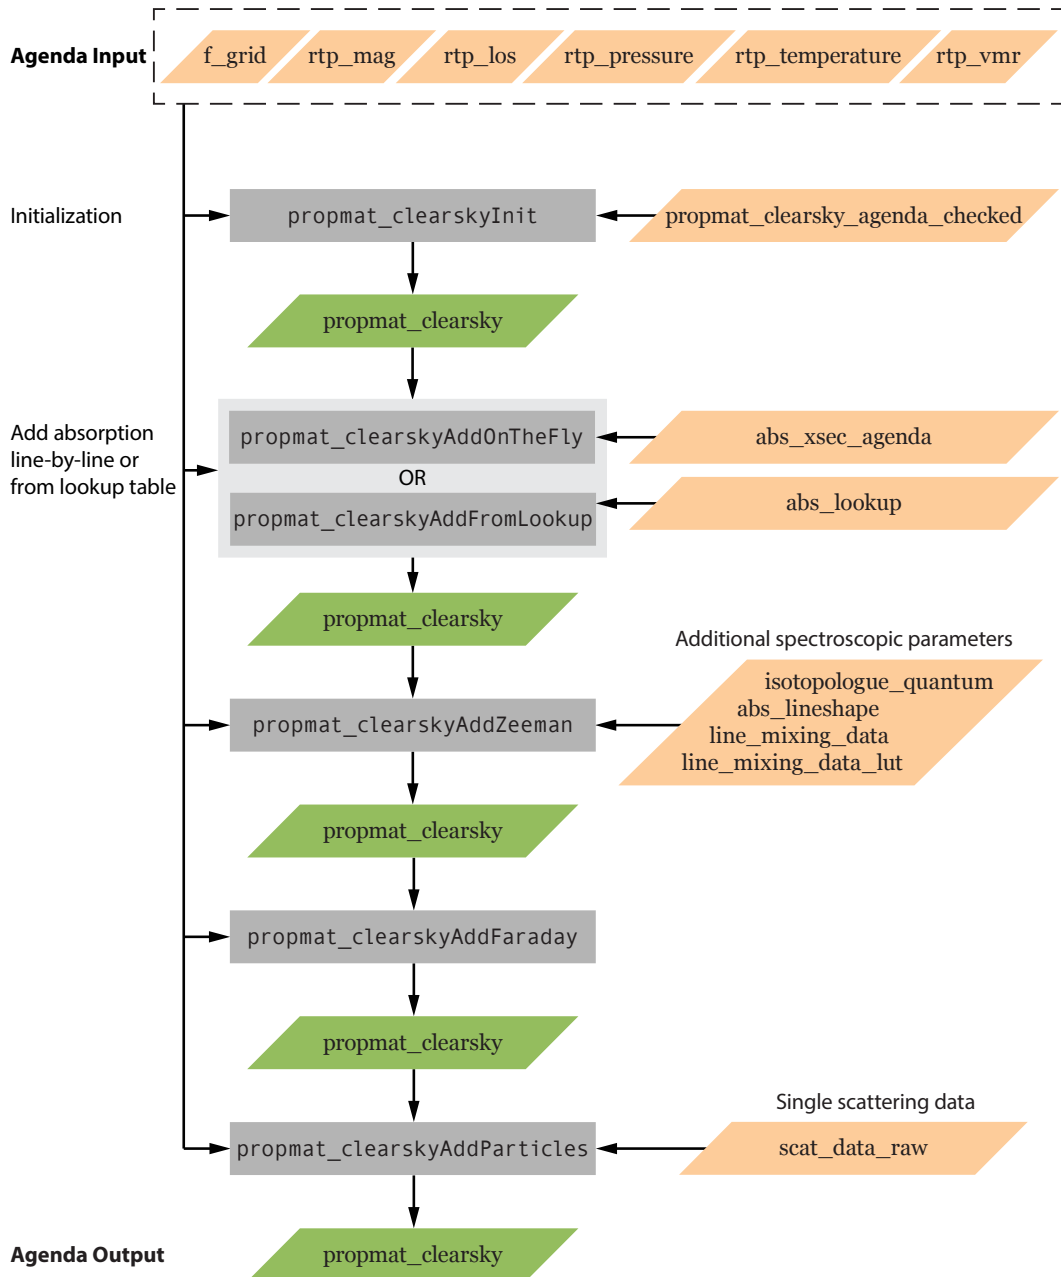 Agenda Input f_grid rtp_mag rtp_los rtp_pressure rtp_temperature rtp_vmr
Initialization propmat_clearskyInit propmat_clearsky_agenda_checked
propmat_clearsky
Add absorption
line-by-line or
from lookup table
propmat_clearskyAddOnTheFly abs_xsec_agenda
OR
propmat_clearskyAddFromLookup abs_lookup
propmat_clearsky
Additional spectroscopic parameters
isotopologue_quantum
abs_lineshape
line_mixing_data
line_mixing_data_lut
propmat_clearskyAddZeeman
propmat_clearsky
propmat_clearskyAddFaraday
propmat_clearsky
Single scattering data
propmat_clearskyAddParticles scat_data_raw
Agenda Output propmat_clearsky